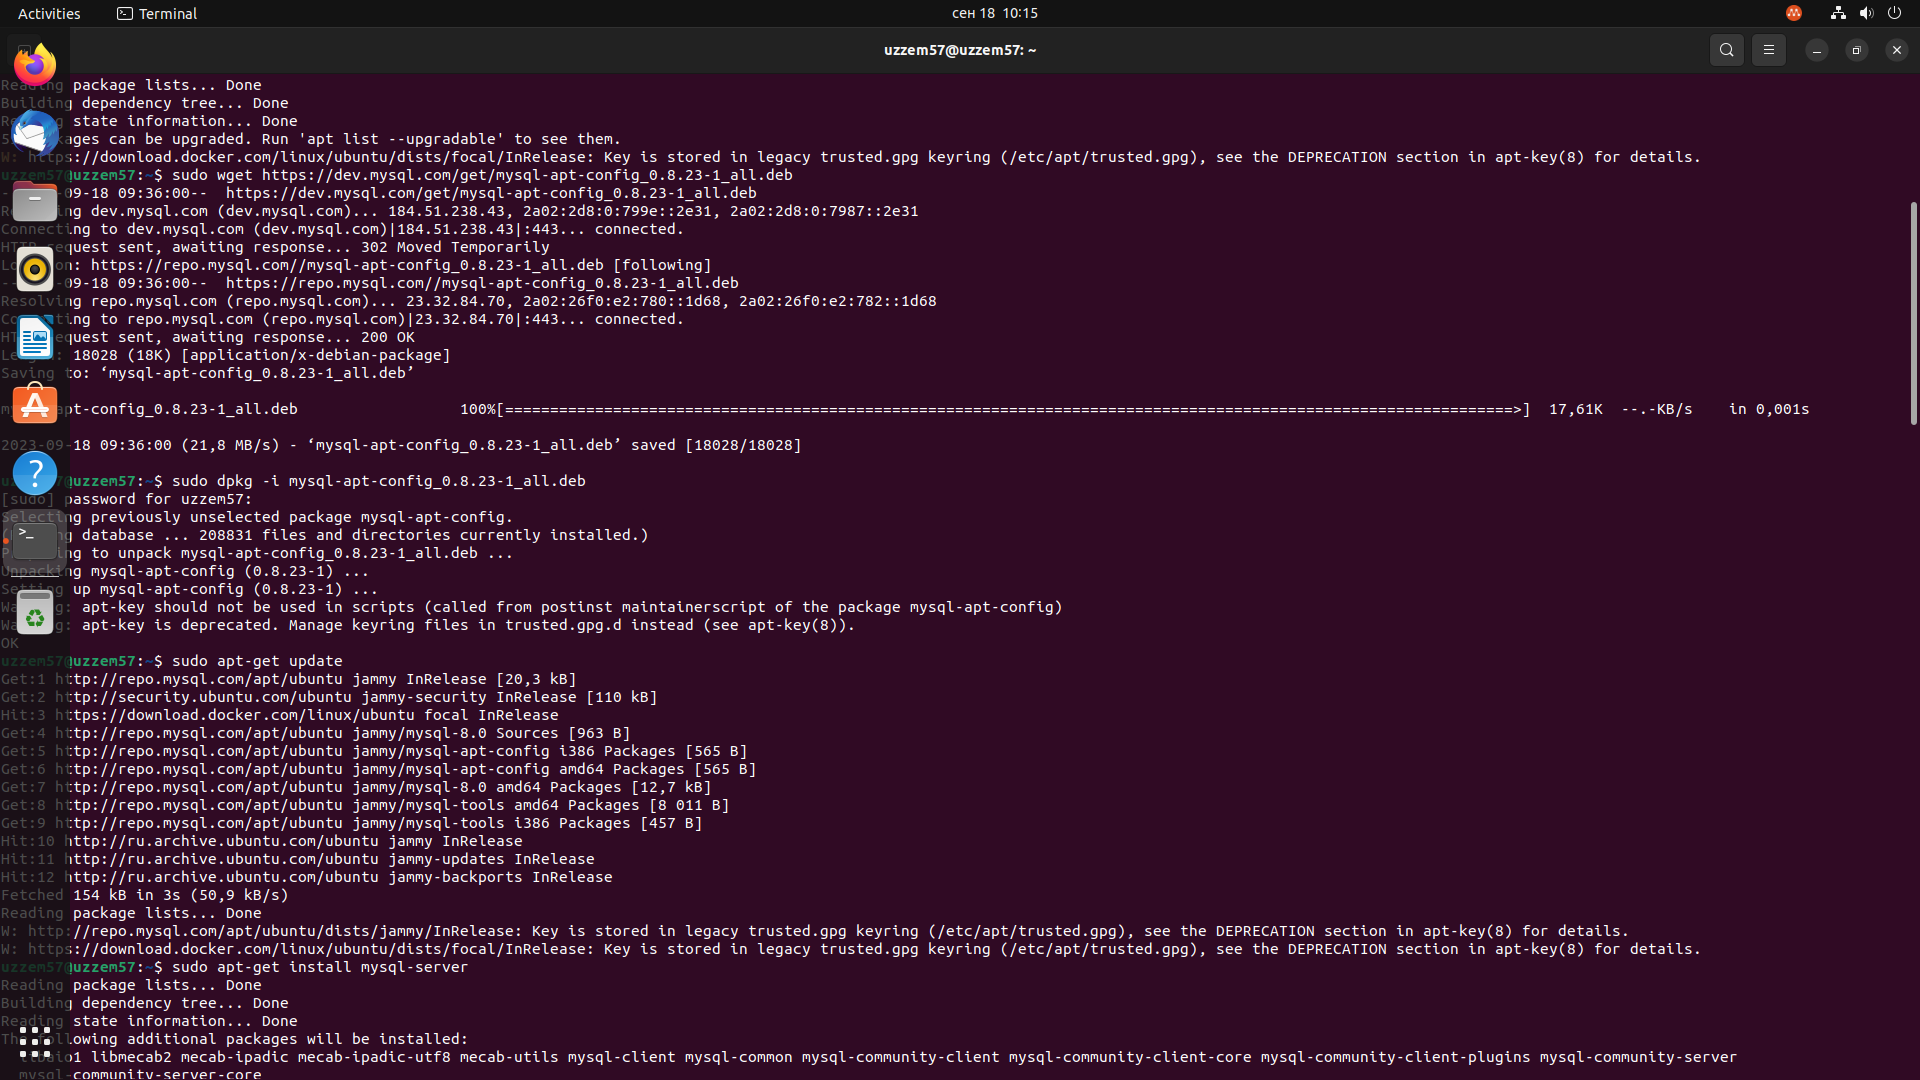 Activities
Terminal
сен 18 10:15
uzzem57@uzzem57: ~
Reading package lists... Done
Building dependency tree... Done
Reading state information... Done
packages can be upgraded. Run 'apt list --upgradable' to see them.
W: https://download.docker.com/linux/ubuntu/dists/focal/InRelease: Key is stored in legacy trusted.gpg keyring (/etc/apt/trusted.gpg), see the DEPRECATION section in apt-key(8) for details.
uzzem57@uzzem57:~$ sudo wget https://dev.mysql.com/get/mysql-apt-config_0.8.23-1_all.deb
--2023-09-18 09:36:00--  https://dev.mysql.com/get/mysql-apt-config_0.8.23-1_all.deb
Resolving dev.mysql.com (dev.mysql.com)... 184.51.238.43, 2a02:2d8:0:799e::2e31, 2a02:2d8:0:7987::2e31
Connecting to dev.mysql.com (dev.mysql.com)|184.51.238.43|:443... connected.
HTTP request sent, awaiting response... 302 Moved Temporarily
Location: https://repo.mysql.com//mysql-apt-config_0.8.23-1_all.deb [following]
--2023-09-18 09:36:00--  https://repo.mysql.com//mysql-apt-config_0.8.23-1_all.deb
Resolving repo.mysql.com (repo.mysql.com)... 23.32.84.70, 2a02:26f0:e2:780::1d68, 2a02:26f0:e2:782::1d68
Connecting to repo.mysql.com (repo.mysql.com)|23.32.84.70|:443... connected.
HTTP request sent, awaiting response... 200 OK
Length: 18028 (18K) [application/x-debian-package]
Saving to: ‘mysql-apt-config_0.8.23-1_all.deb’
mysql-apt-config_0.8.23-1_all.deb 100%[================================================================================================================>] 17,61K --.-KB/s in 0,001s
2023-09-18 09:36:00 (21,8 MB/s) - ‘mysql-apt-config_0.8.23-1_all.deb’ saved [18028/18028]
uzzem57@uzzem57:~$ sudo dpkg -i mysql-apt-config_0.8.23-1_all.deb
[sudo] password for uzzem57:
Selecting previously unselected package mysql-apt-config.
(Reading database ... 208831 files and directories currently installed.)
Preparing to unpack mysql-apt-config_0.8.23-1_all.deb ...
Unpacking mysql-apt-config (0.8.23-1) ...
Setting up mysql-apt-config (0.8.23-1) ...
Warning: apt-key should not be used in scripts (called from postinst maintainerscript of the package mysql-apt-config)
Warning: apt-key is deprecated. Manage keyring files in trusted.gpg.d instead (see apt-key(8)).
OK
uzzem57@uzzem57:~$ sudo apt-get update
Get:1 http://repo.mysql.com/apt/ubuntu jammy InRelease [20,3 kB]
Get:2 http://security.ubuntu.com/ubuntu jammy-security InRelease [110 kB]
Hit:3 https://download.docker.com/linux/ubuntu focal InRelease
Get:4 http://repo.mysql.com/apt/ubuntu jammy/mysql-8.0 Sources [963 B]
Get:5 http://repo.mysql.com/apt/ubuntu jammy/mysql-apt-config i386 Packages [565 B]
Get:6 http://repo.mysql.com/apt/ubuntu jammy/mysql-apt-config amd64 Packages [565 B]
Get:7 http://repo.mysql.com/apt/ubuntu jammy/mysql-8.0 amd64 Packages [12,7 kB]
Get:8 http://repo.mysql.com/apt/ubuntu jammy/mysql-tools amd64 Packages [8 011 B]
Get:9 http://repo.mysql.com/apt/ubuntu jammy/mysql-tools i386 Packages [457 B]
Hit:10 http://ru.archive.ubuntu.com/ubuntu jammy InRelease
Hit:11 http://ru.archive.ubuntu.com/ubuntu jammy-updates InRelease
Hit:12 http://ru.archive.ubuntu.com/ubuntu jammy-backports InRelease
Fetched 154 kB in 3s (50,9 kB/s)
Reading package lists... Done
W: http://repo.mysql.com/apt/ubuntu/dists/jammy/InRelease: Key is stored in legacy trusted.gpg keyring (/etc/apt/trusted.gpg), see the DEPRECATION section in apt-key(8) for details.
W: https://download.docker.com/linux/ubuntu/dists/focal/InRelease: Key is stored in legacy trusted.gpg keyring (/etc/apt/trusted.gpg), see the DEPRECATION section in apt-key(8) for details.
uzzem57@uzzem57:~$ sudo apt-get install mysql-server
Reading package lists... Done
Building dependency tree... Done
Reading state information... Done
The following additional packages will be installed:
libaio1 libmecab2 mecab-ipadic mecab-ipadic-utf8 mecab-utils mysql-client mysql-common mysql-community-client mysql-community-client-core mysql-community-client-plugins mysql-community-server
mysql-community-server-core